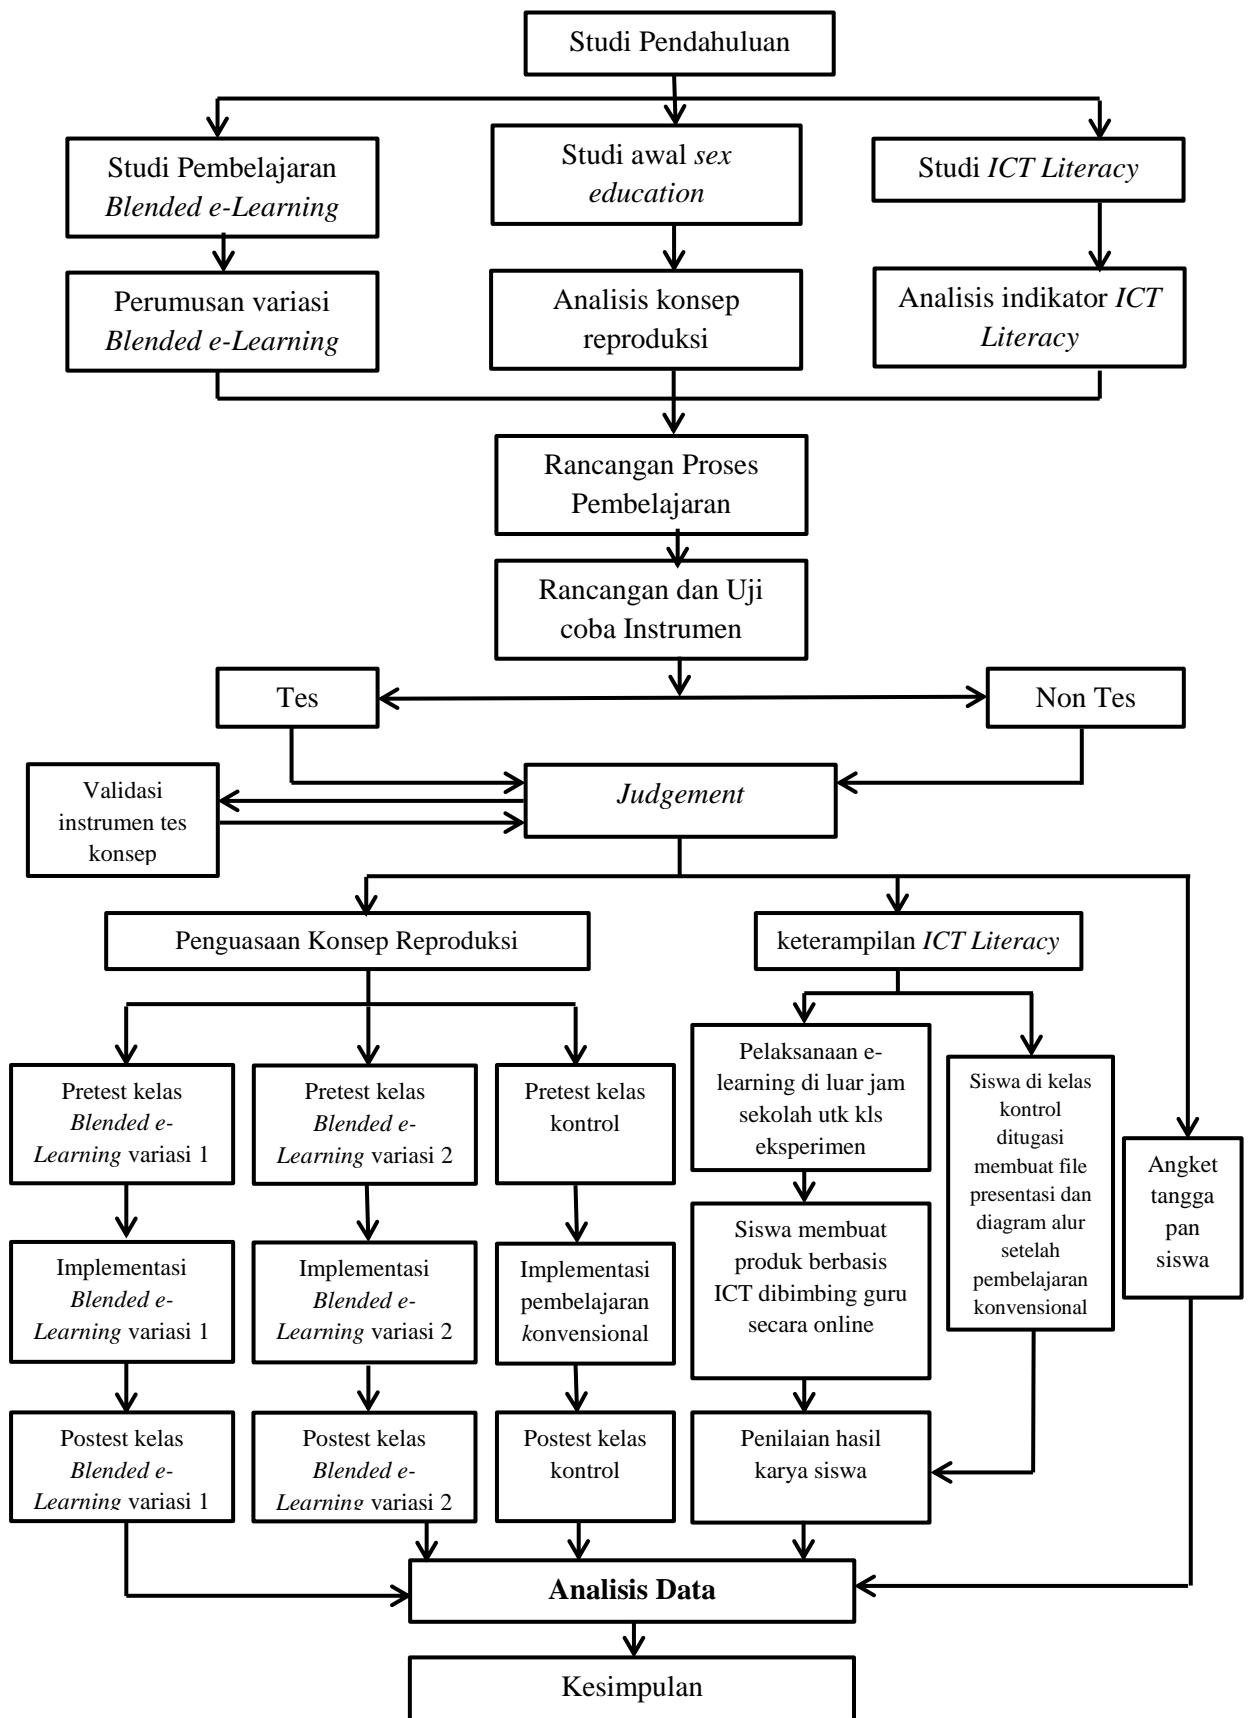 Studi Pendahuluan
Studi Pembelajaran
Blended e-Learning
Studi awal sex
education
Studi ICT Literacy
Perumusan variasi
Blended e-Learning
Analisis konsep
reproduksi
Analisis indikator ICT
Literacy
Rancangan Proses
Pembelajaran
Rancangan dan Uji
coba Instrumen
Tes
Non Tes
Validasi
instrumen tes
konsep
Judgement
Penguasaan Konsep Reproduksi
keterampilan ICT Literacy
Pretest kelas
Blended e-
Learning variasi 1
Pretest kelas
Blended e-
Learning variasi 2
Pretest kelas
kontrol
Pelaksanaan e-
learning di luar jam
sekolah utk kls
eksperimen
Siswa di kelas
kontrol
ditugasi
membuat file
presentasi dan
diagram alur
setelah
pembelajaran
konvensional
Angket
tangga
pan
siswa
Implementasi
Blended e-
Learning variasi 1
Implementasi
Blended e-
Learning variasi 2
Implementasi
pembelajaran
konvensional
Siswa membuat
produk berbasis
ICT dibimbing guru
secara online
Postest kelas
Blended e-
Learning variasi 1
Postest kelas
Blended e-
Learning variasi 2
Postest kelas
kontrol
Penilaian hasil
karya siswa
Analisis Data
Kesimpulan